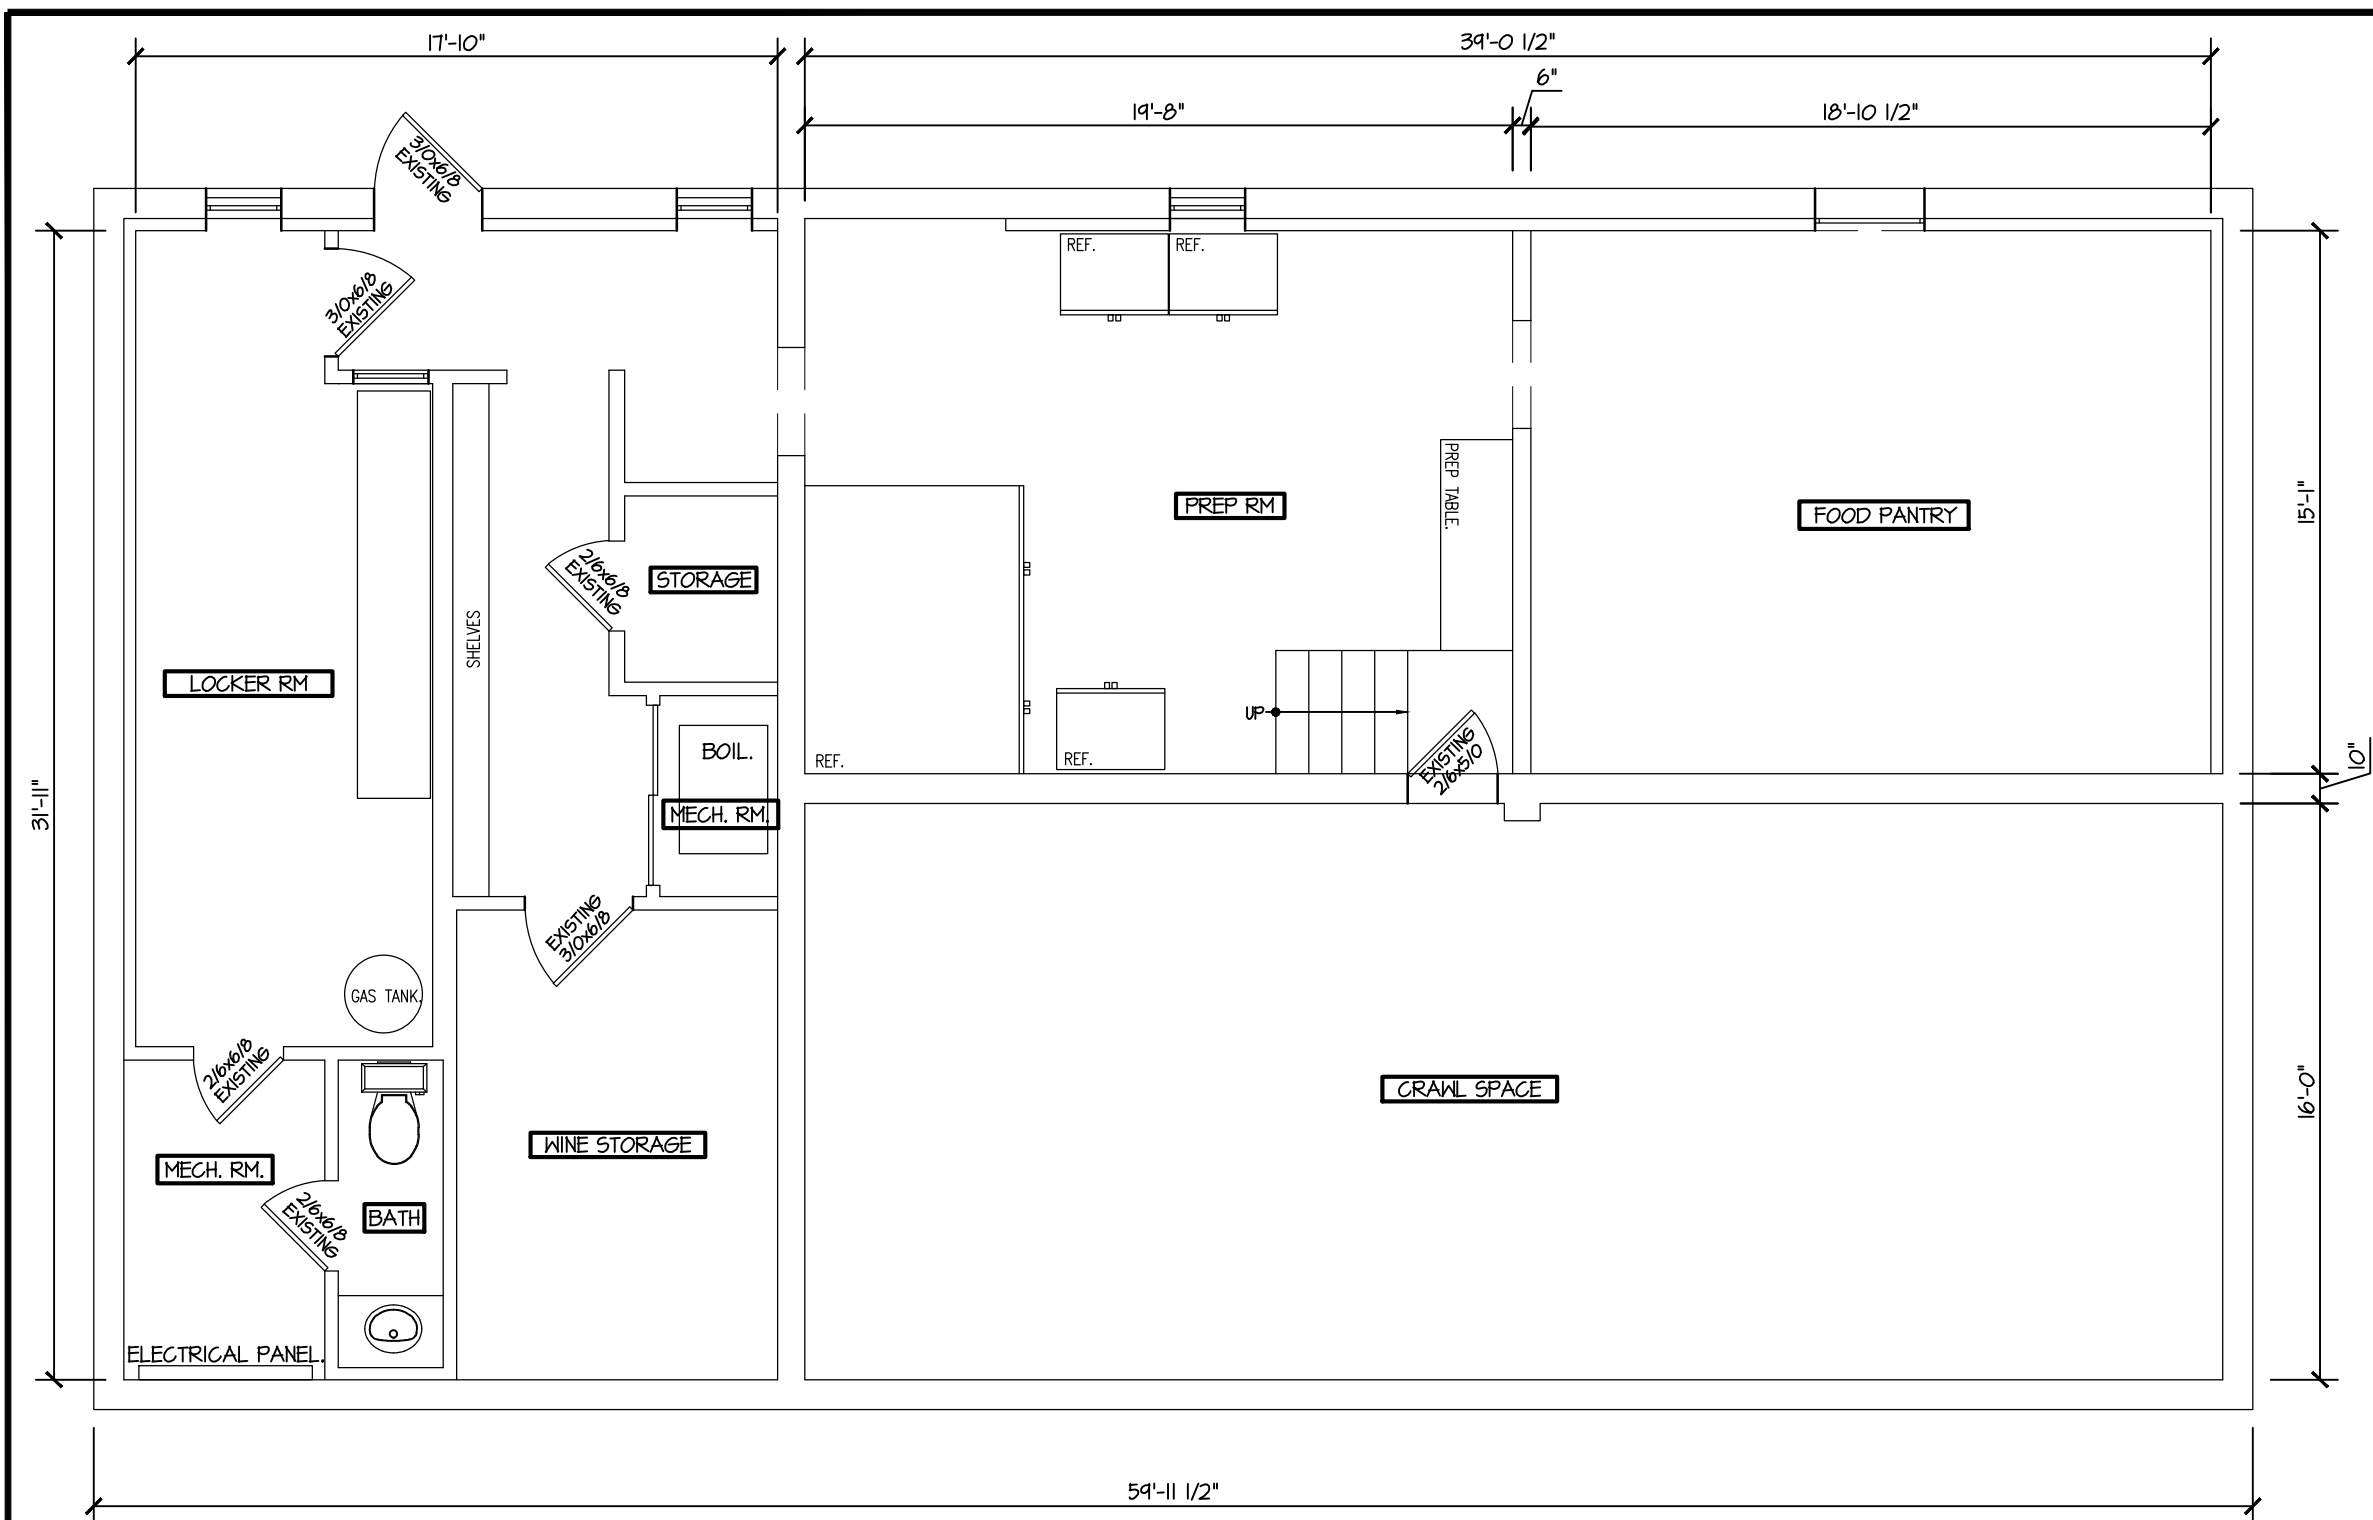 17'-10"
39'-0 1/2"
6"
19'-8"
18'-10 1/2"
3/0x6/8
EXISTING
REF.
REF.
3/0x6/8
EXISTING
PREP TABLE.
PREP RM
FOOD PANTRY
15'-1"
2/6x6/8
EXISTING
STORAGE
SHELVES
LOCKER RM
UP
BOIL.
REF.
REF.
EXISTING
2/6x5/0
10"
31'-11"
MECH. RM.
EXISTING
3/0x6/8
GAS TANK.
2/6x6/8
EXISTING
CRAWL SPACE
16'-0"
WINE STORAGE
MECH. RM.
2/6x6/8
EXISTING
BATH
ELECTRICAL PANEL.
59'-11 1/2"